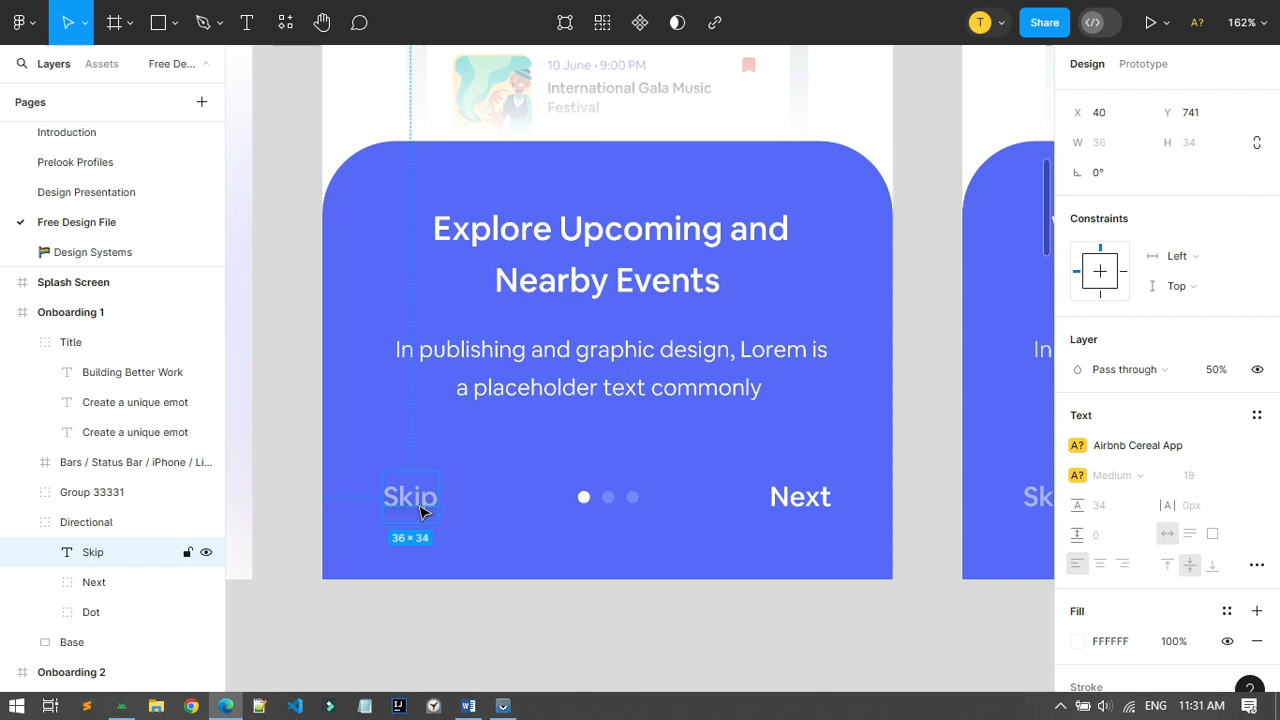 T
Share
A?
162%
Layers
Assets
Free De...
Pages
Introduction
Prelook Profiles
Design Presentation
Free Design File
Design Systems
Splash Screen
Onboarding 1
Title
Building Better Work
Create a unique emot
Create a unique emot
Bars / Status Bar / iPhone / Li...
Group 33331
Directional
Skip
Next
Dot
Base
Onboarding 2
10 June • 9:00 PM
International Gala Music
Festival
Explore Upcoming and
Nearby Events
In publishing and graphic design, Lorem is
a placeholder text commonly
Skip
36 × 34
Next
In
Sk
Design
Prototype
X 40
Y 741
W 36
H 34
0°
Constraints
Left
Top
Layer
Pass through
50%
Text
A? Airbnb Cereal App
A? Medium
18
34
0px
0
Fill
FFFFFF
100%
Stroke
?
ENG
11:31 AM